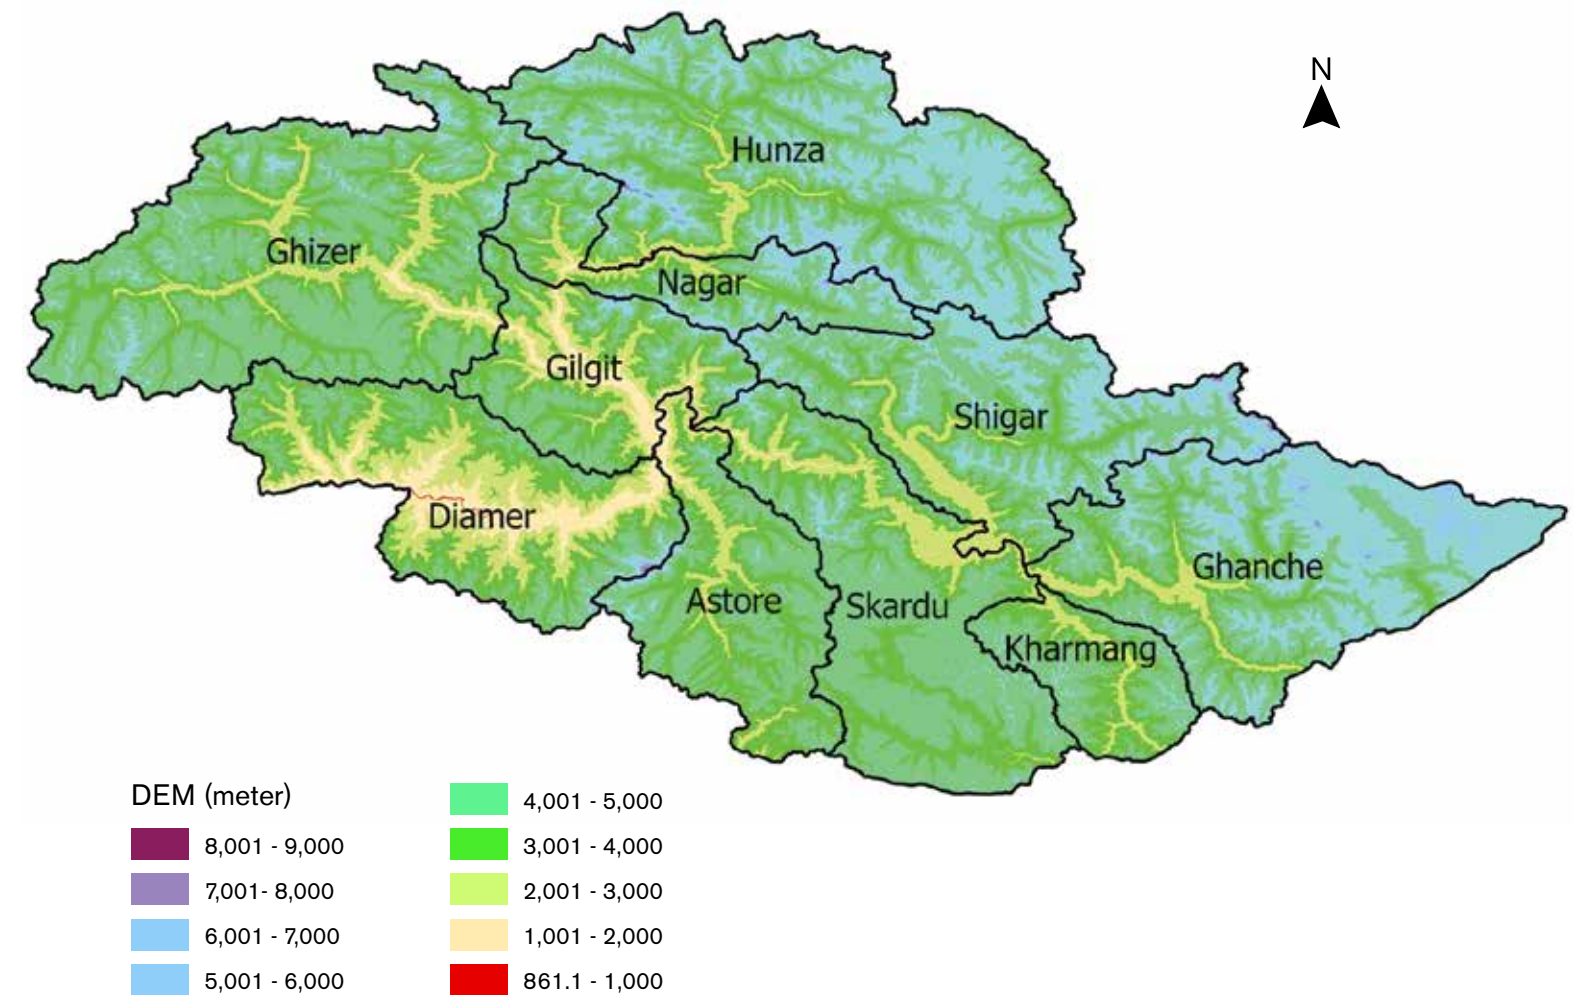 N
Hunza
Ghizer
Nagar
Gilgit
Shigar
Diamer
Ghanche
Astore
Skardu
Kharmang
DEM (meter)
8,001 - 9,000
7,001- 8,000
6,001 - 7,000
5,001 - 6,000
4,001 - 5,000
3,001 - 4,000
2,001 - 3,000
1,001 - 2,000
861.1 - 1,000